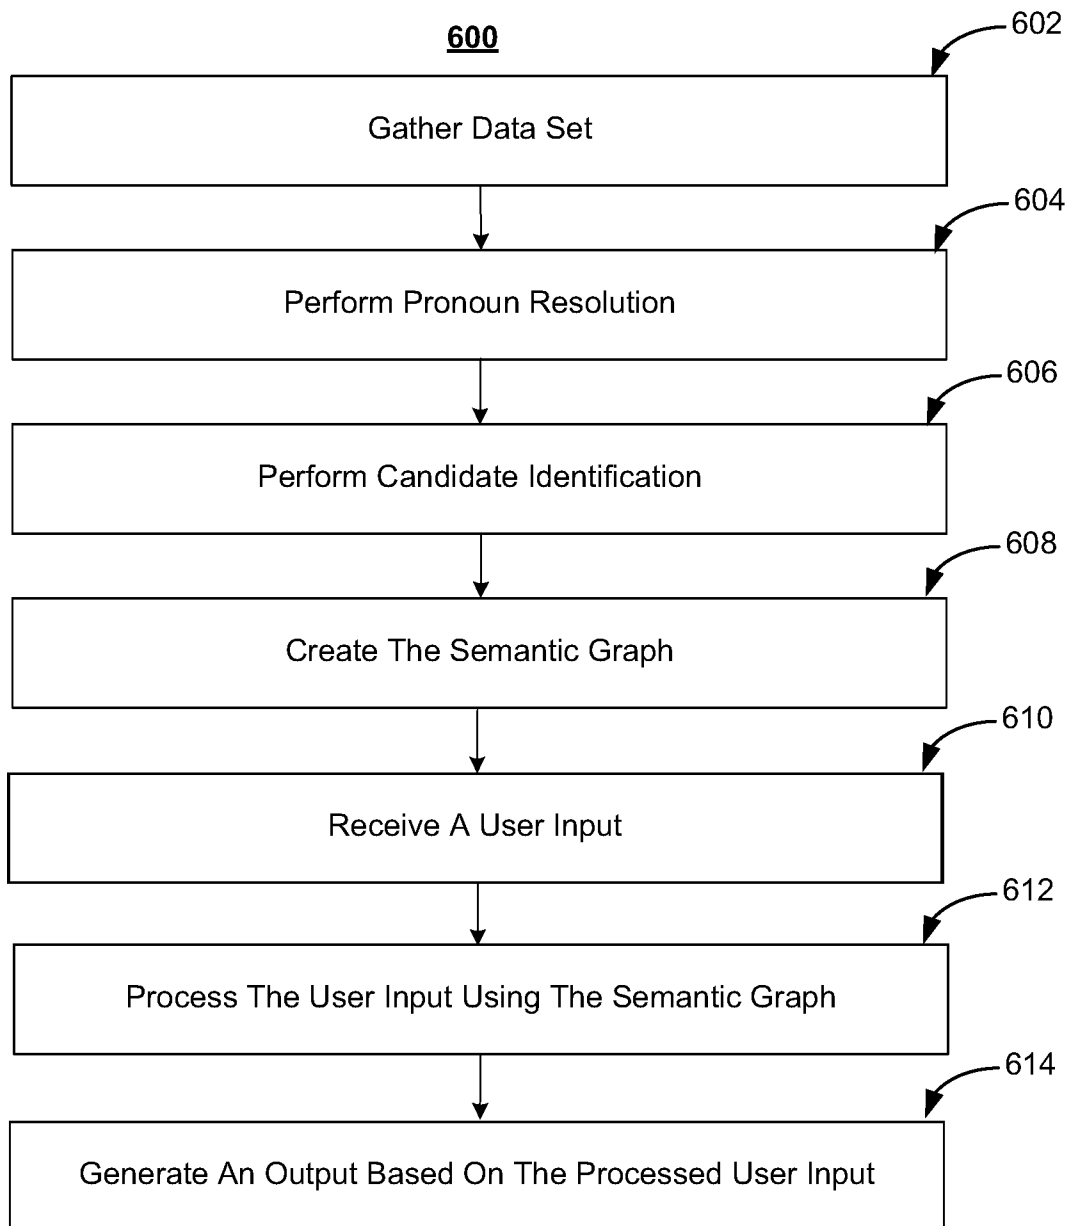 600
602
Gather Data Set
604
Perform Pronoun Resolution
606
Perform Candidate Identification
608
Create The Semantic Graph
610
Receive A User Input
612
Process The User Input Using The Semantic Graph
614
Generate An Output Based On The Processed User Input